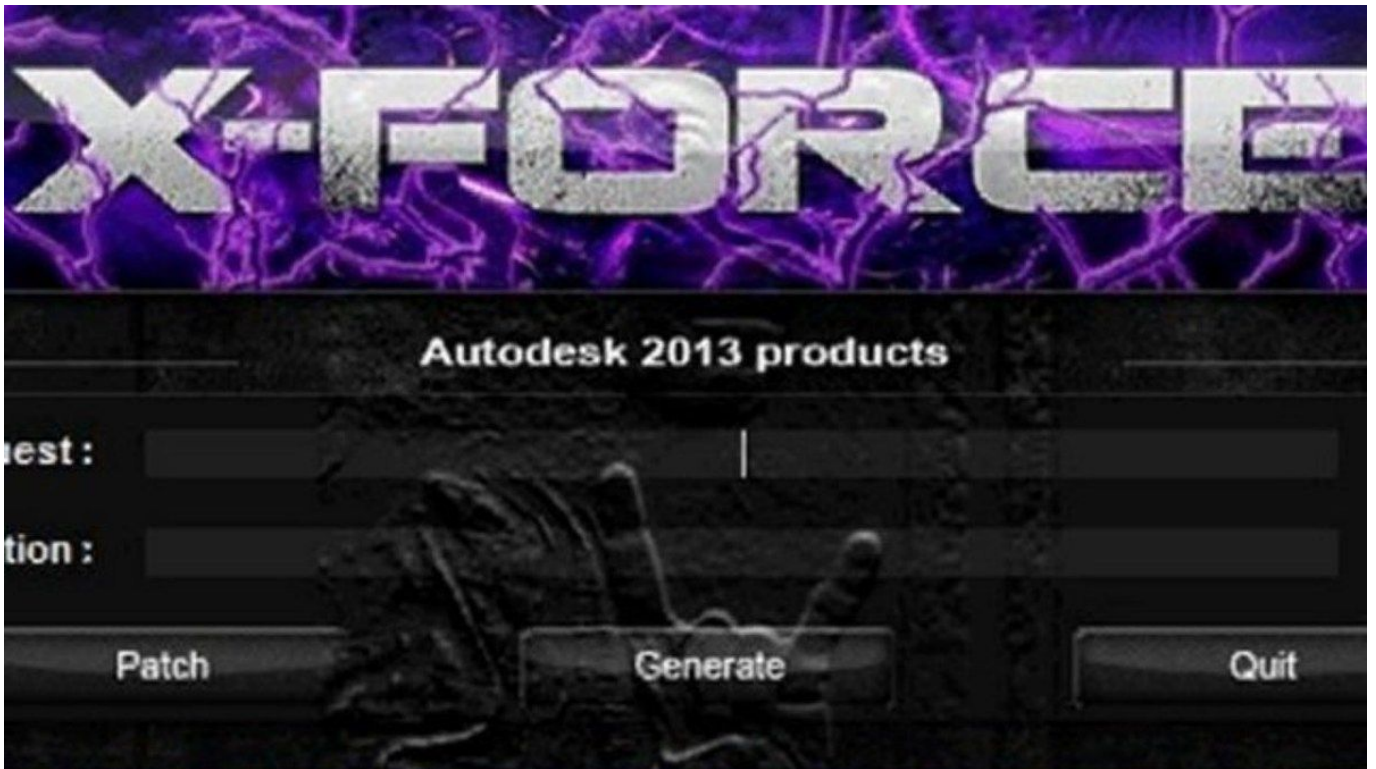 X-FORCE
Autodesk 2013 products
uest :
tion :
Patch
Generate
Quit